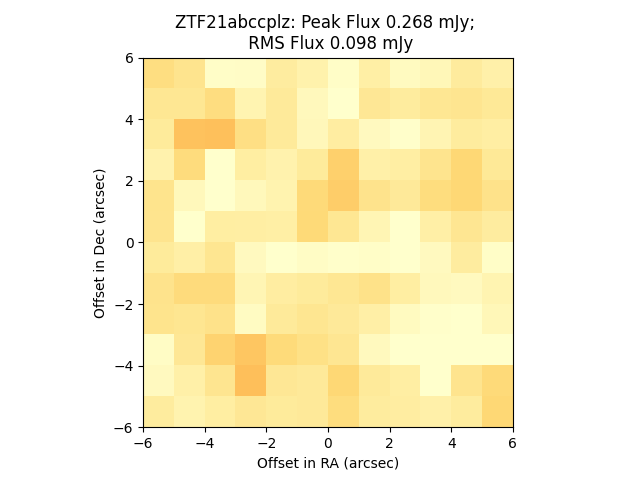 ZTF21abccplz: Peak Flux 0.268 mJy;
RMS Flux 0.098 mJy
6
4
2
0
−2
−4
−6
Offset in Dec (arcsec)
−6 −4 −2 0 2 4 6
Offset in RA (arcsec)